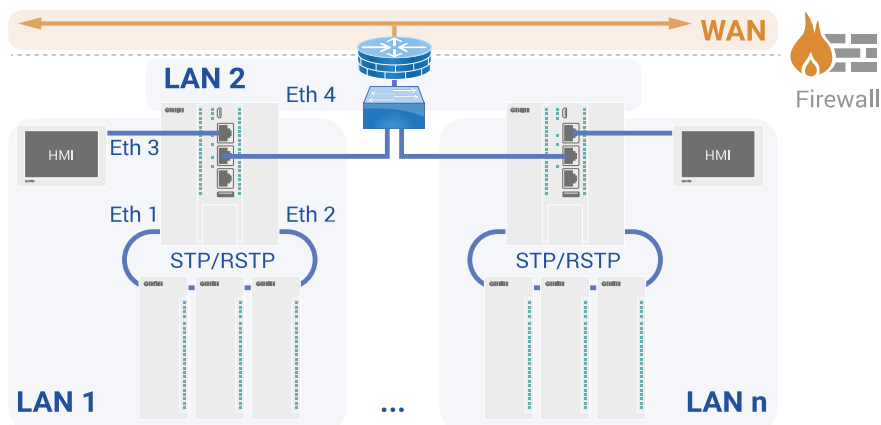 WAN
Firewall
LAN 2
Eth 4
HMI
Eth 3
HMI
Eth 1
Eth 2
STP/RSTP
STP/RSTP
LAN 1
...
LAN n